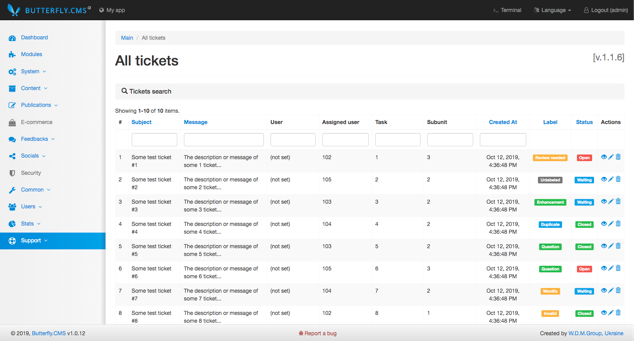 BUTTERFLY.CMS My app Terminal Language Logout (admin)
Dashboard
Modules
System
Content
Publications
E-commerce
Feedbacks
Socials
Security
Common
Users
Stats
Support
Main / All tickets
All tickets [v.1.1.6]
Tickets search
Showing 1-10 of 10 items.
# Subject Message User Assigned user Task Subunit Created At Label Status Actions
1 Some test ticket The description or message of (not set) 102 1 3 Oct 12, 2019, Review needed Open
#1 some 1 ticket... 4:36:48 PM
2 Some test ticket The description or message of (not set) 105 2 2 Oct 12, 2019, Unlabeled Waiting
#2 some 2 ticket... 4:36:48 PM
3 Some test ticket The description or message of (not set) 103 3 2 Oct 12, 2019, Enhancement Waiting
#3 some 3 ticket... 4:36:48 PM
4 Some test ticket The description or message of (not set) 104 4 2 Oct 12, 2019, Duplicate Closed
#4 some 4 ticket... 4:36:48 PM
5 Some test ticket The description or message of (not set) 103 5 2 Oct 12, 2019, Question Closed
#5 some 5 ticket... 4:36:48 PM
6 Some test ticket The description or message of (not set) 105 6 3 Oct 12, 2019, Question Open
#6 some 6 ticket... 4:36:48 PM
7 Some test ticket The description or message of (not set) 104 7 2 Oct 12, 2019, Wontfix Waiting
#7 some 7 ticket... 4:36:48 PM
8 Some test ticket The description or message of (not set) 102 8 1 Oct 12, 2019, Invalid Closed
#8 some 8 ticket... 4:36:48 PM
© 2019, Butterfly.CMS v1.0.12 Report a bug Created by W.D.M.Group, Ukraine